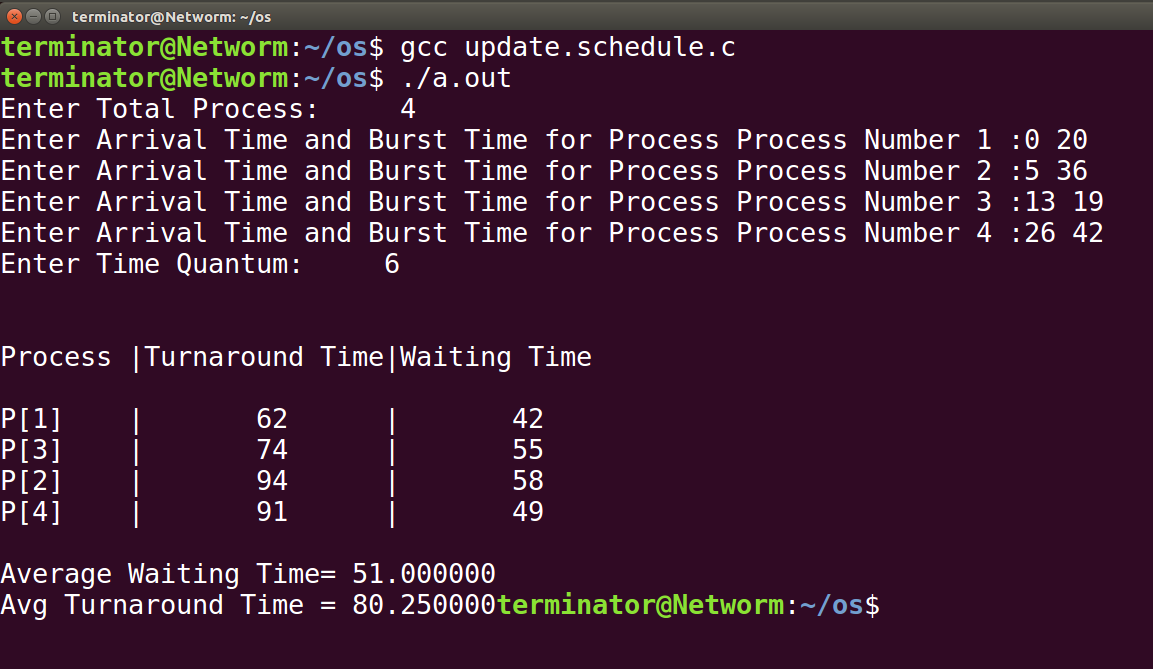 terminator@Networm: ~/os
terminator@Networm:~/os$ gcc update.schedule.c
terminator@Networm:~/os$ ./a.out
Enter Total Process:     4
Enter Arrival Time and Burst Time for Process Process Number 1 :0 20
Enter Arrival Time and Burst Time for Process Process Number 2 :5 36
Enter Arrival Time and Burst Time for Process Process Number 3 :13 19
Enter Arrival Time and Burst Time for Process Process Number 4 :26 42
Enter Time Quantum:     6
Process |Turnaround Time|Waiting Time
P[1]    |       62      |       42
P[3]    |       74      |       55
P[2]    |       94      |       58
P[4]    |       91      |       49
Average Waiting Time= 51.000000
Avg Turnaround Time = 80.250000terminator@Networm:~/os$